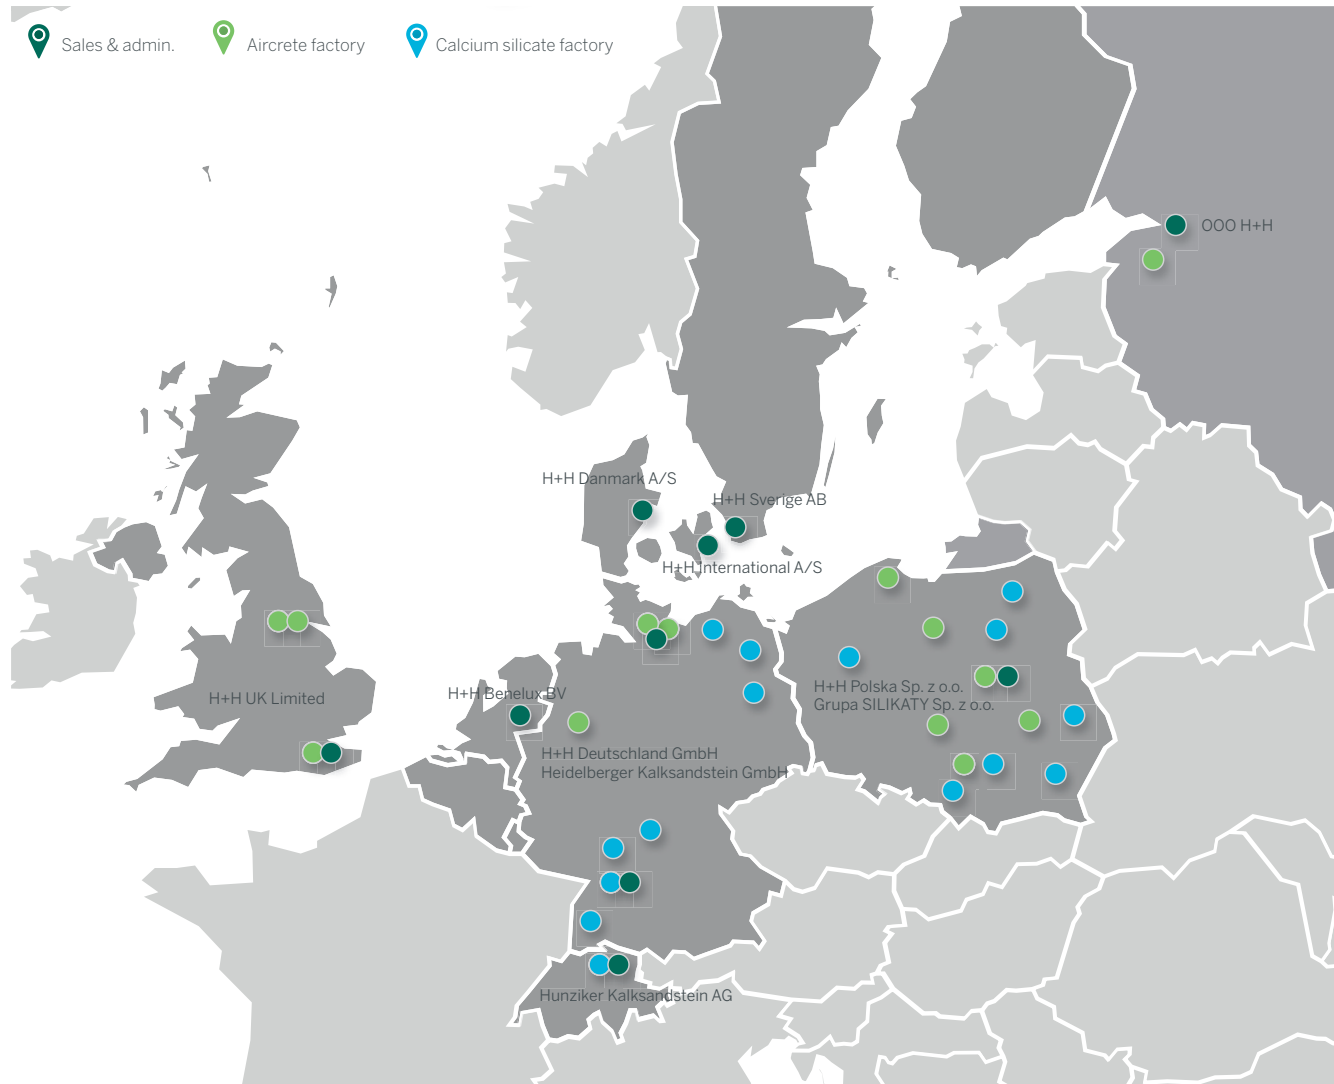 Sales & admin.
Aircrete factory
Calcium silicate factory
OOO H+H
H+H Danmark A/S
H+H Sverige AB
H+H International A/S
H+H UK Limited
H+H Benelux BV
H+H Polska Sp. z o.o.
Grupa SILIKATY Sp. z o.o.
H+H Deutschland GmbH
Heidelberger Kalksandstein GmbH
Hunziker Kalksandstein AG